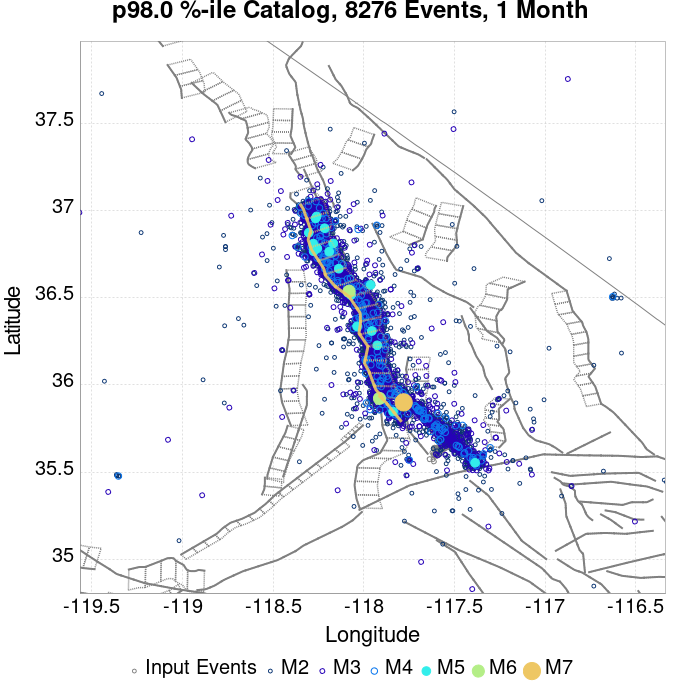 p98.0 %-ile Catalog, 8276 Events, 1 Month
37.5
37
36.5
36
35.5
35
Latitude
-119.5 -119 -118.5 -118 -117.5 -117 -116.5
Longitude
Input Events M2 M3 M4 M5 M6 M7